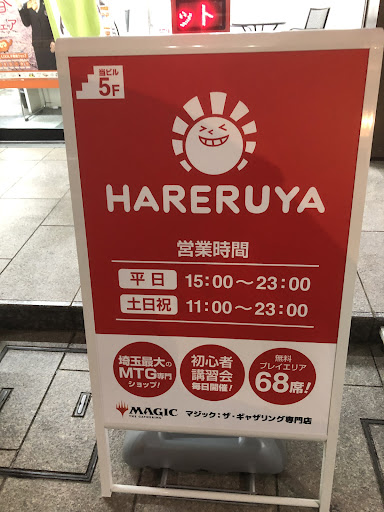 ット
当ビル
5F
HARERUYA
営業時間
平日 15:00～23:00
土日祝 11:00～23:00
埼玉最大の
MTG専門
ショップ!
初心者
講習会
毎日開催!
無料
プレイエリア
68席!
MAGIC
THE GATHERING
マジック：ザ・ギャザリング専門店